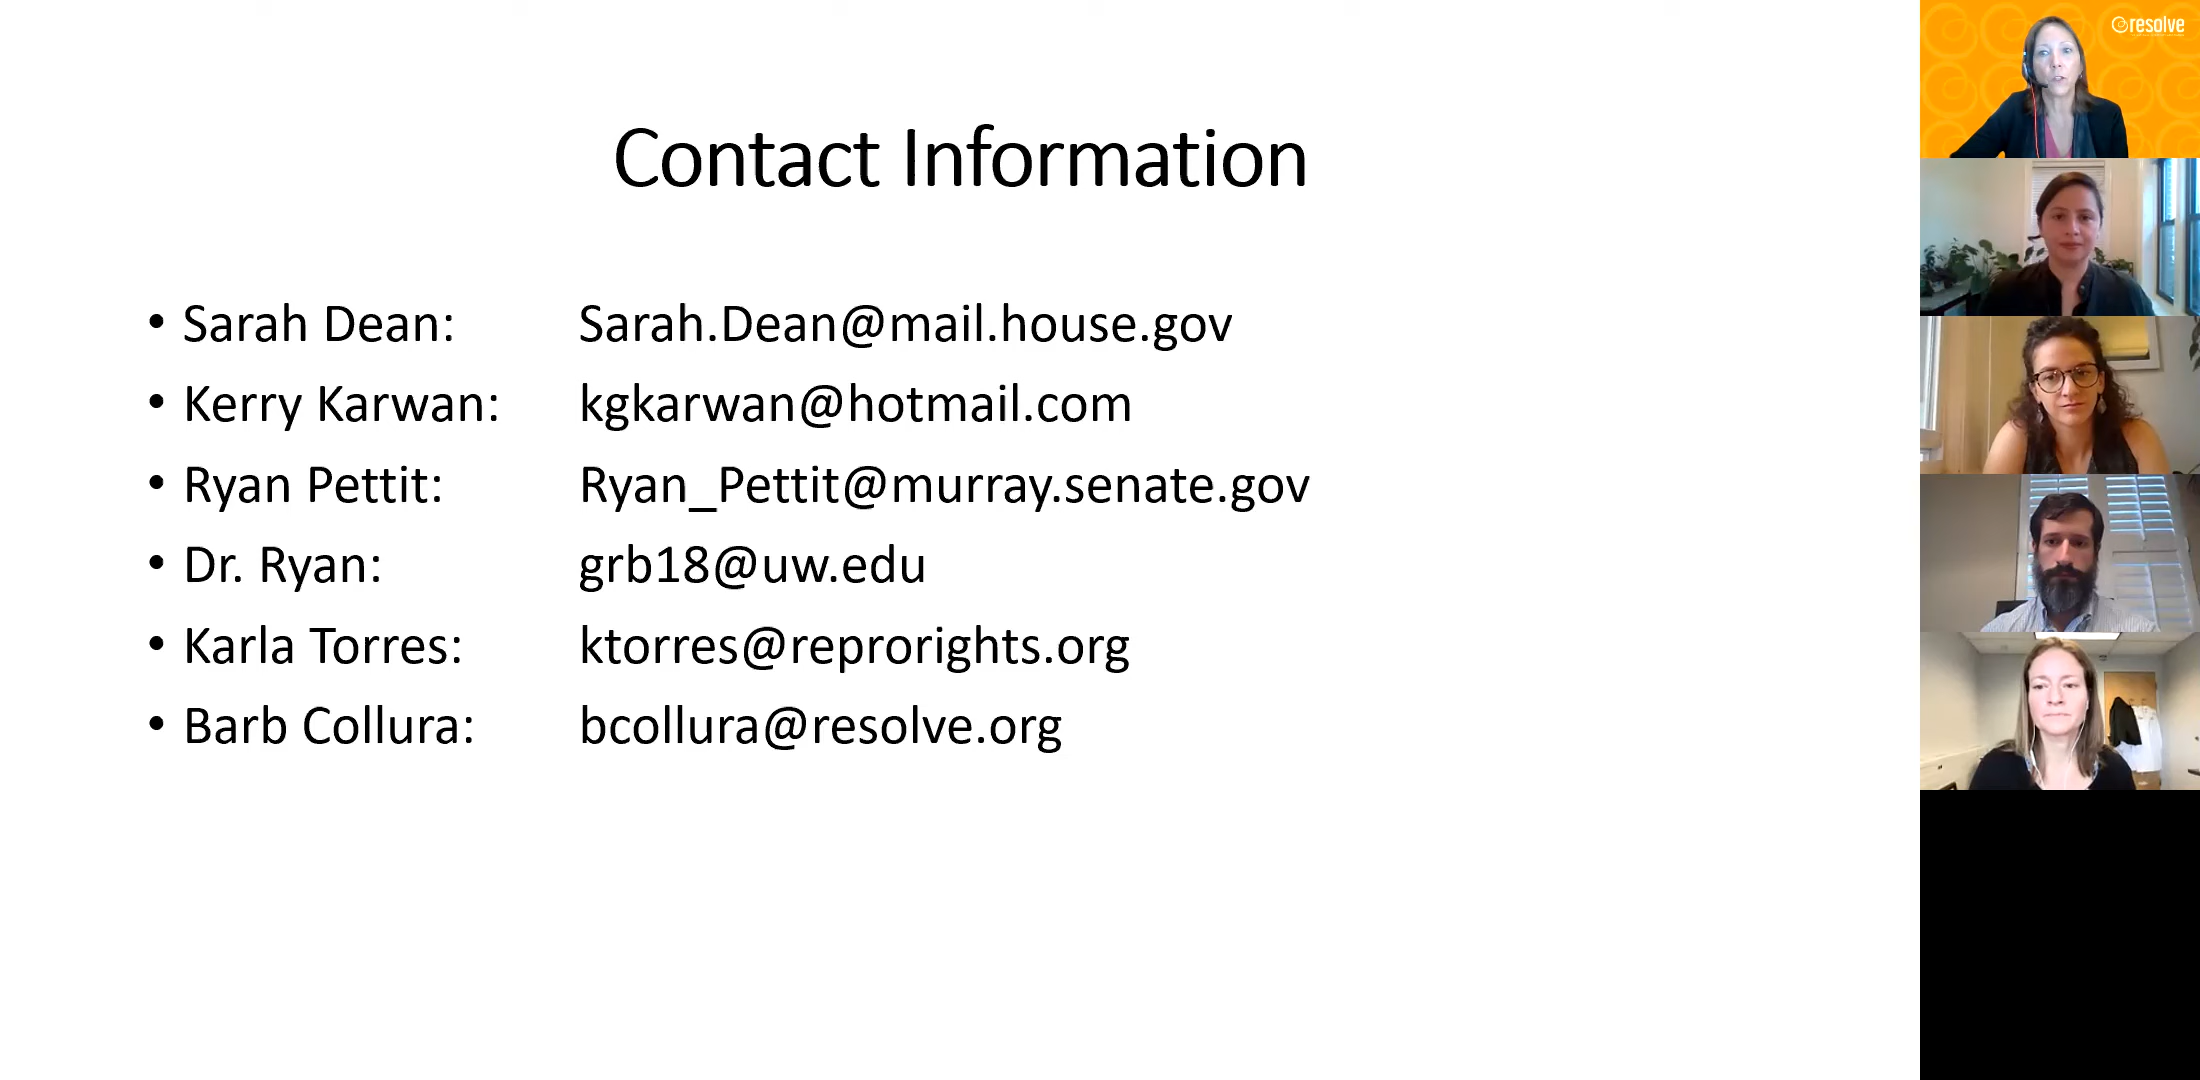 Contact Information
• Sarah Dean: Sarah.Dean@mail.house.gov
• Kerry Karwan: kgkarwan@hotmail.com
• Ryan Pettit: Ryan_Pettit@murray.senate.gov
• Dr. Ryan: grb18@uw.edu
• Karla Torres: ktorres@reprorights.org
• Barb Collura: bcollura@resolve.org
resolve